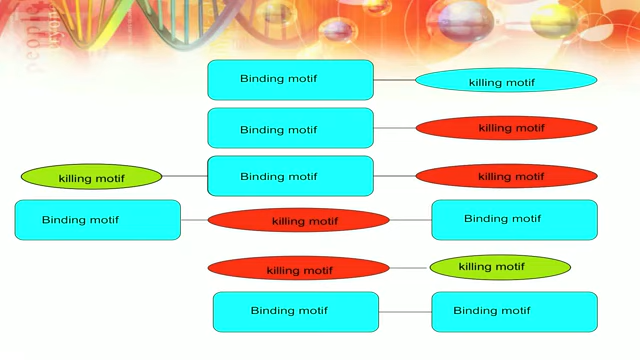 Binding motif killing motif
Binding motif killing motif
killing motif Binding motif killing motif
Binding motif killing motif Binding motif
killing motif killing motif
Binding motif Binding motif